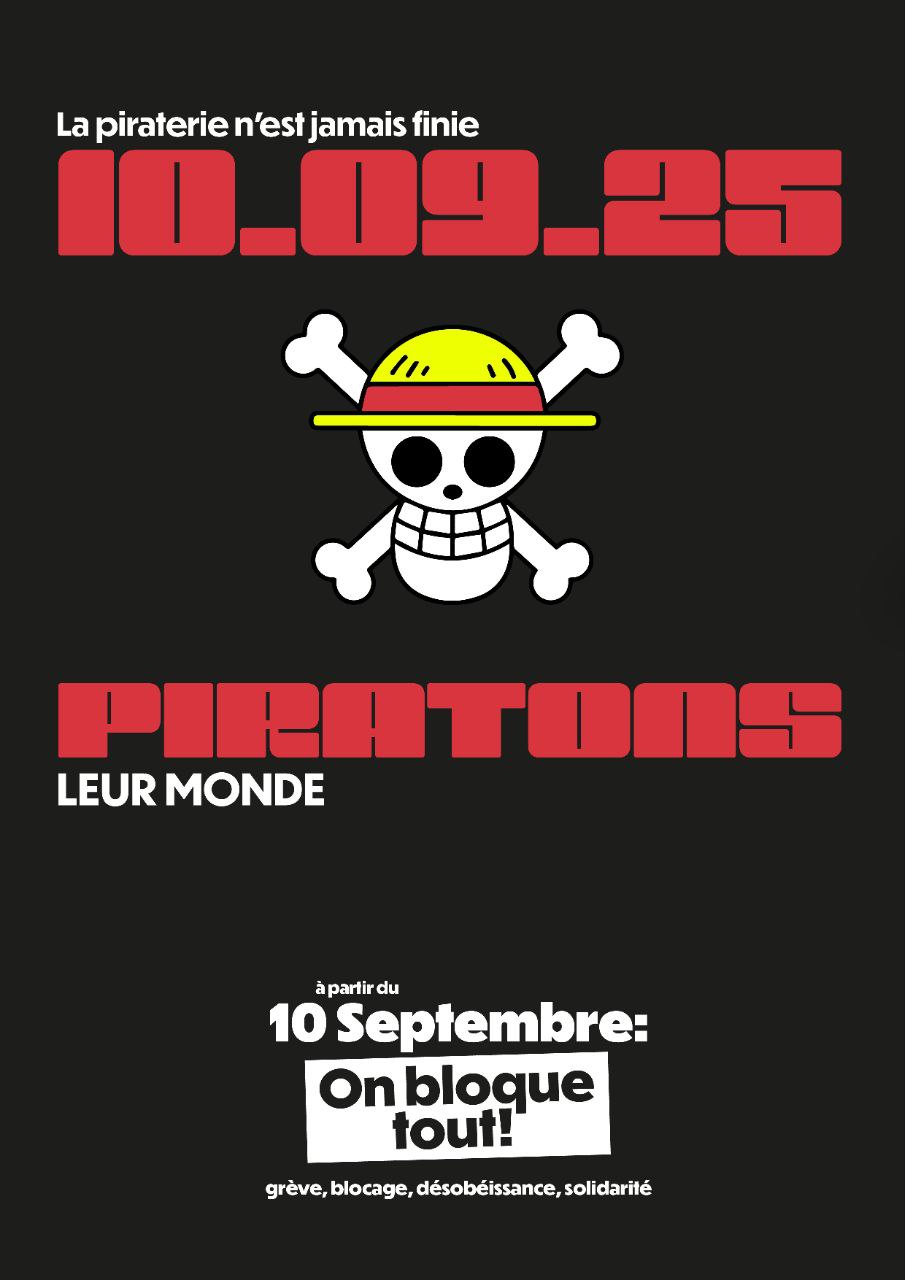 La piraterie n'est jamais finie
10.09.25
PIRATONS
LEUR MONDE
à partir du
10 Septembre:
On bloque
tout!
grève, blocage, désobéissance, solidarité